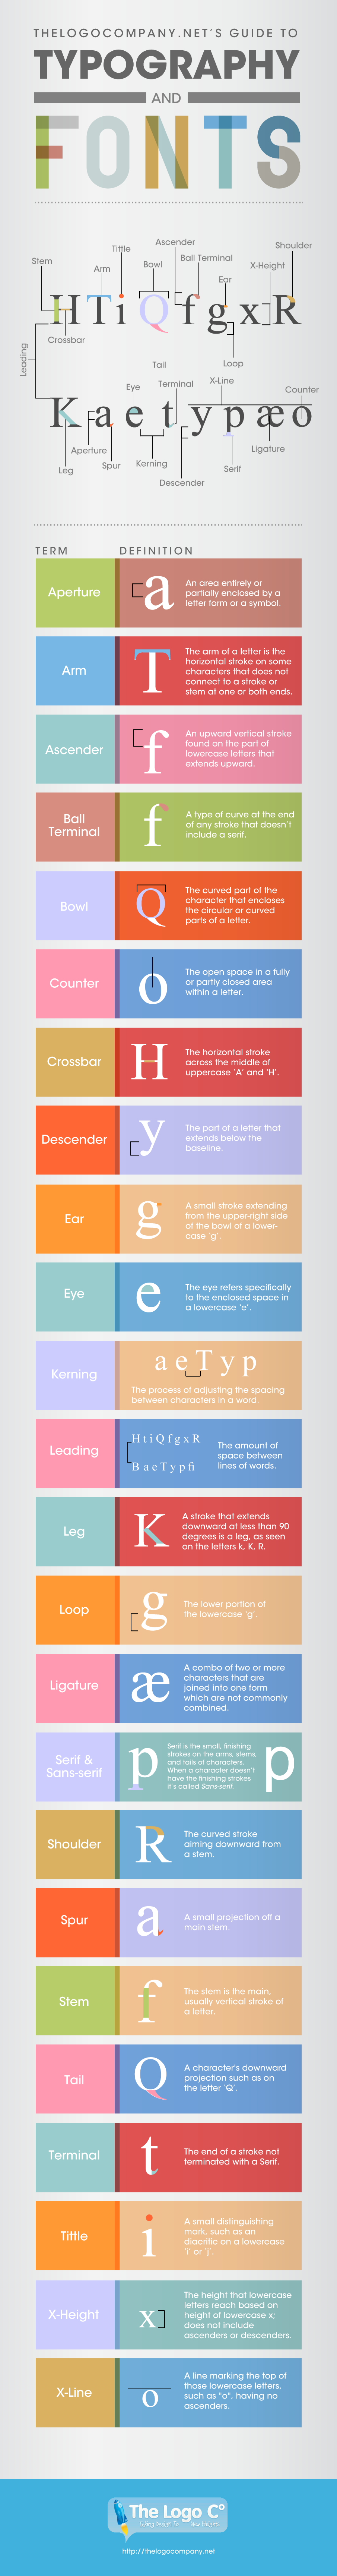 THELOGOCOMPANY.NET'S GUIDE TO
TYPOGRAPHY
AND
FONTS
Shoulder
Ascender
Tittle
Ball Terminal
Stem
Arm
Bowl
X-Height
Ear
H T i Q f g x R
Crossbar
Leading
Tail
Loop
Eye
Terminal
X-Line
Counter
K a e t y p æ o
Aperture
Ligature
Spur
Kerning
Serif
Leg
Descender
TERM DEFINITION
Aperture
a
An area entirely or
partially enclosed by a
letter form or a symbol.
Arm
T
The arm of a letter is the
horizontal stroke on some
characters that does not
connect to a stroke or
stem at one or both ends.
Ascender
f
An upward vertical stroke
found on the part of
lowercase letters that
extends upward.
Ball
Terminal
f
A type of curve at the end
of any stroke that doesn't
include a serif.
Bowl
Q
The curved part of the
character that encloses
the circular or curved
parts of a letter.
Counter
o
The open space in a fully
or partly closed area
within a letter.
Crossbar
H
The horizontal stroke
across the middle of
uppercase 'A' and 'H'.
Descender
y
The part of a letter that
extends below the
baseline.
Ear
g
A small stroke extending
from the upper-right side
of the bowl of a lower-
case 'g'.
Eye
e
The eye refers specifically
to the enclosed space in
a lowercase 'e'.
Kerning
a e T y p
The process of adjusting the spacing
between characters in a word.
Leading
H t i Q f g x R
B a e T y p fi
The amount of
space between
lines of words.
Leg
K
A stroke that extends
downward at less than 90
degrees is a leg, as seen
on the letters k, K, R.
Loop
g
The lower portion of
the lowercase 'g'.
Ligature
æ
A combo of two or more
characters that are
joined into one form
which are not commonly
combined.
Serif &
Sans-serif
p
Serif is the small, finishing
strokes on the arms, stems,
and tails of characters.
When a character doesn't
have the finishing strokes
it's called Sans-serif.
p
Shoulder
R
The curved stroke
aiming downward from
a stem.
Spur
a
A small projection off a
main stem.
Stem
f
The stem is the main,
usually vertical stroke of
a letter.
Tail
Q
A character's downward
projection such as on
the letter 'Q'.
Terminal
t
The end of a stroke not
terminated with a Serif.
Tittle
i
A small distinguishing
mark, such as an
diacritic on a lowercase
'i' or 'j'.
X-Height
x
The height that lowercase
letters reach based on
height of lowercase x;
does not include
ascenders or descenders.
X-Line
o
A line marking the top of
those lowercase letters,
such as "o", having no
ascenders.
The Logo Co
http://thelogocompany.net